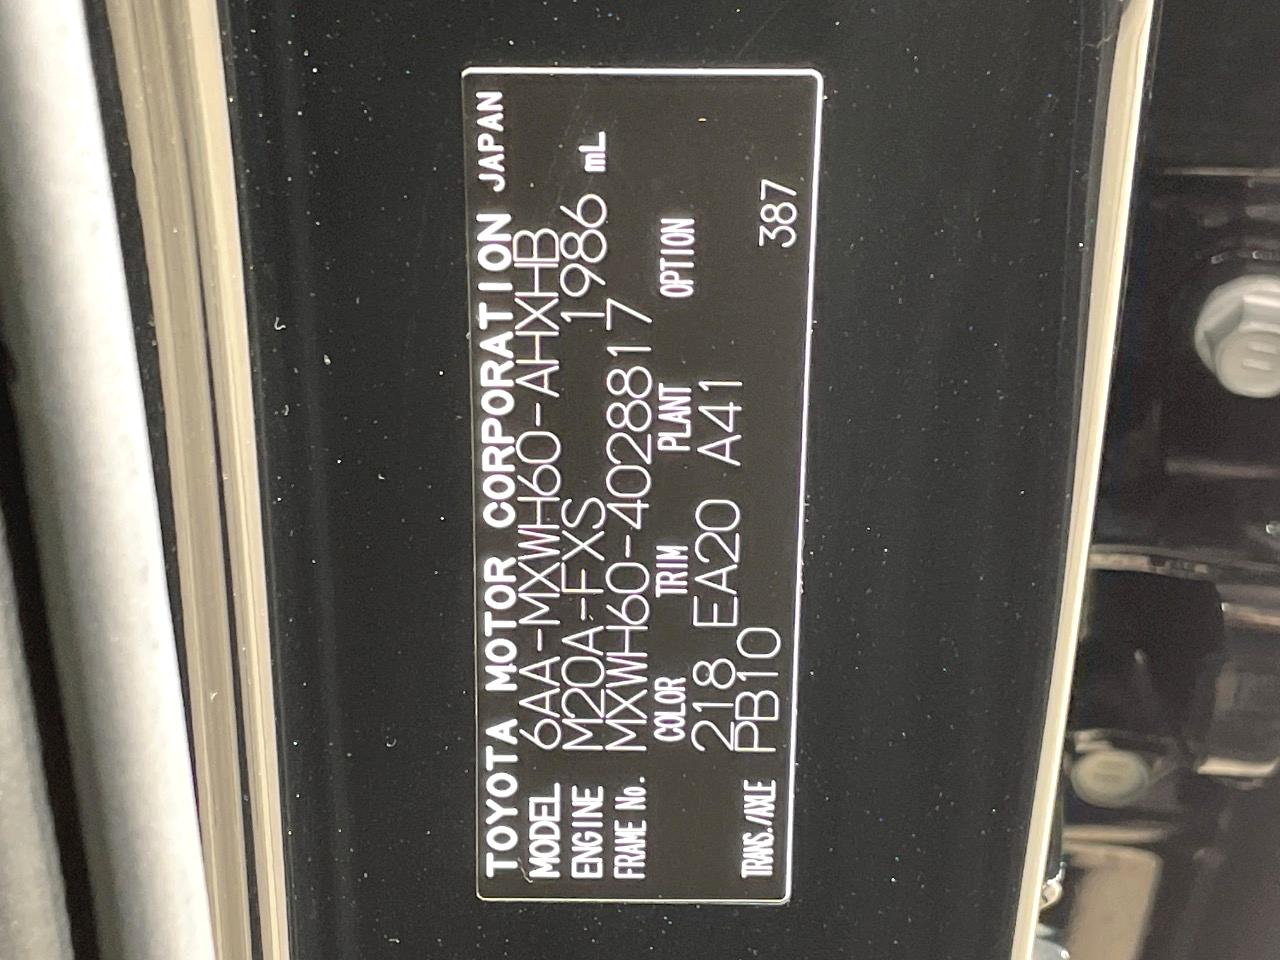 TOYOTA MOTOR CORPORATION JAPAN
MODEL 6AA-MXWH60-AHXHB
ENGINE M20A-FXS 1986 mL
FRAME No. MXWH60-4028817
COLOR TRIM PLANT OPTION
218 EA20 A41
TRANS./AXLE PB10 387